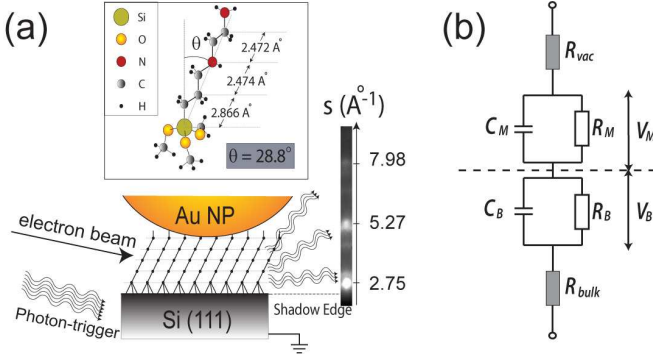 (a)
Si
O
N
C
H
θ
2.472 A°
2.474 A°
2.866 A°
θ = 28.8°
s (A°⁻¹)
7.98
5.27
2.75
Au NP
electron beam
Photon-trigger
Si (111)
Shadow Edge
(b)
R_vac
C_M
R_M
V_M
C_B
R_B
V_B
R_bulk